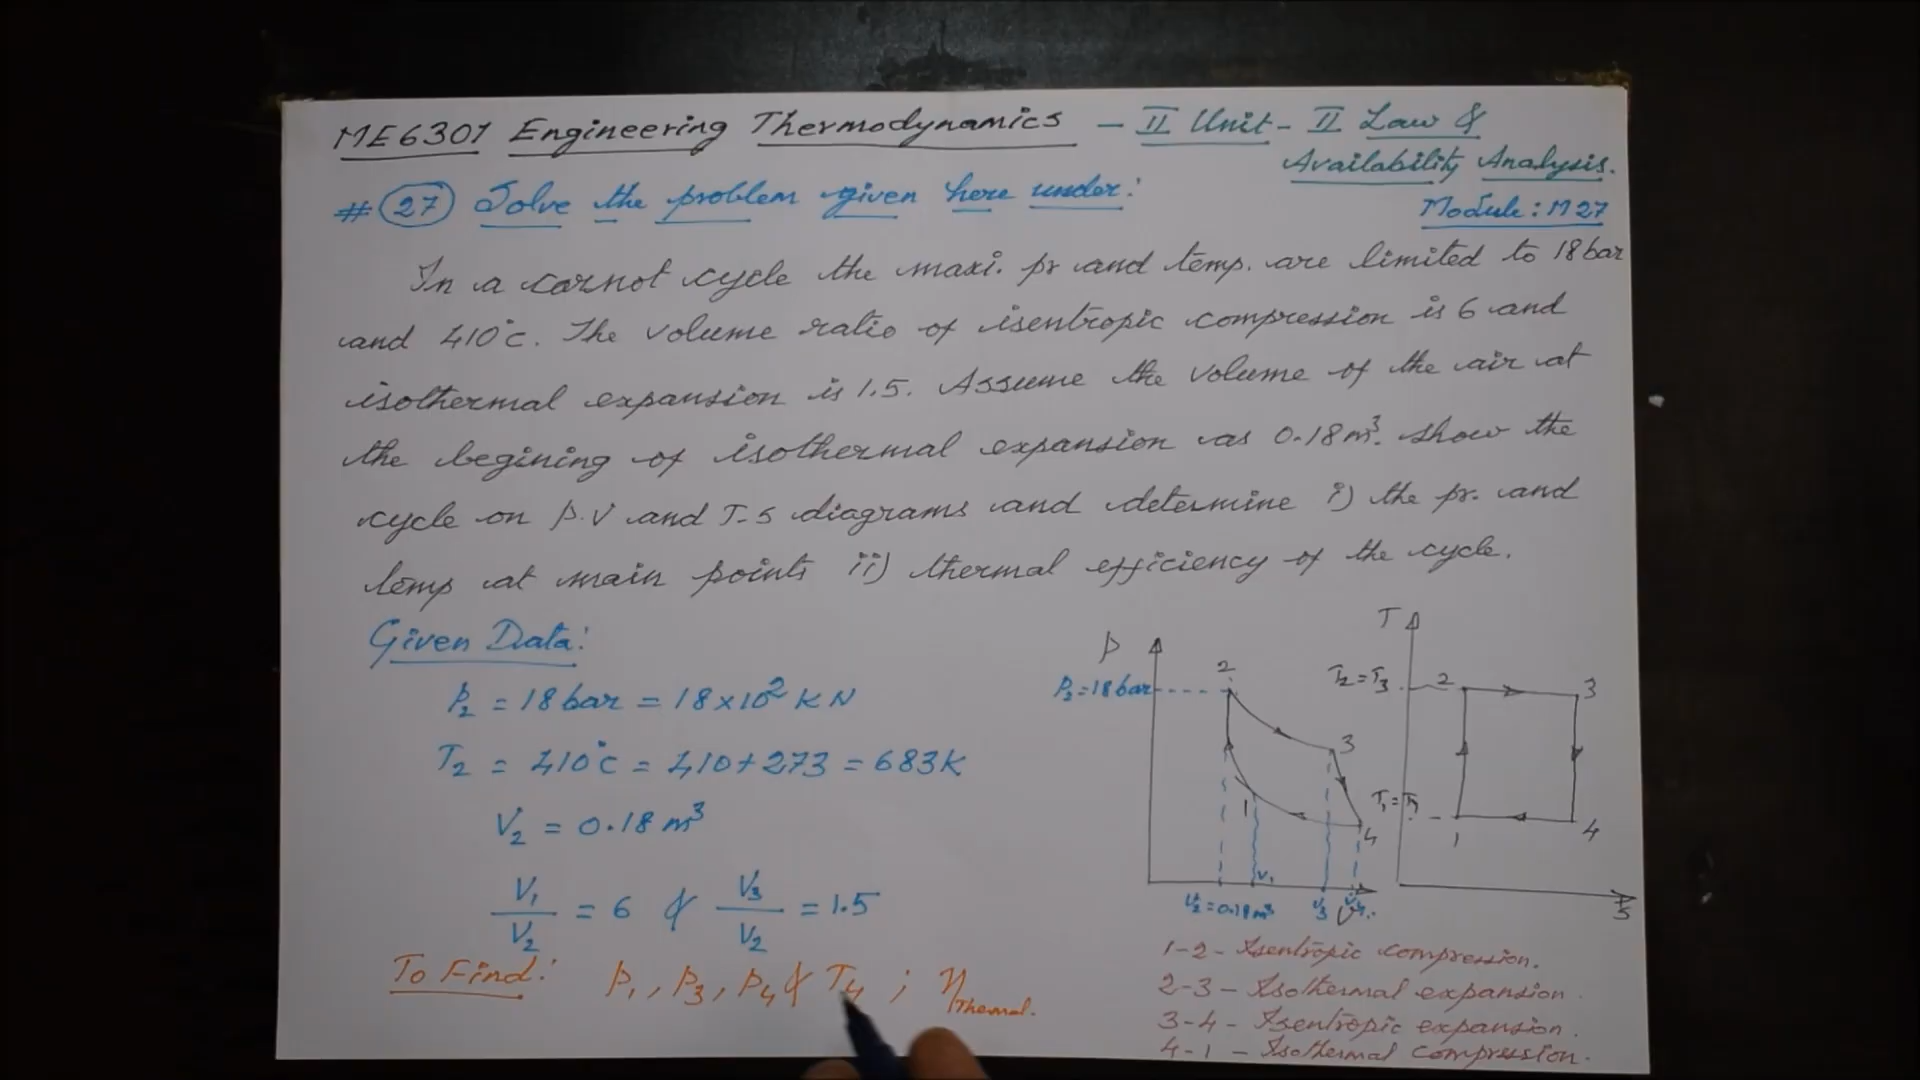 ME6301 Engineering Thermodynamics – II Unit – II Law &
Availability Analysis.
# 27 Solve the problem given here under:
Module: M27
In a carnot cycle the maxi. pr and temp. are limited to 18 bar
and 410°c. The volume ratio of isentropic compression is 6 and
isothermal expansion is 1.5. Assume the volume of the air at
the begining of isothermal expansion as 0.18m³. show the
cycle on p.v and T-s diagrams and determine i) the pr. and
temp at main points ii) thermal efficiency of the cycle.
Given Data:
P₂ = 18 bar = 18×10² KN
T₂ = 410°c = 410+273 = 683K
V₂ = 0.18 m³
V₁/V₂ = 6 & V₃/V₂ = 1.5
To Find: P₁, P₃, P₄ & T₄ ; η Thermal.
P
P₂=18bar
2
3
1
4
V₂=0.18m³
V₁
V₃
V₄
T
T₂=T₃
2
3
T₁=T₄
1
4
S
1-2 - Isentropic compression.
2-3 – Isothermal expansion.
3-4 - Isentropic expansion.
4-1 – Isothermal compression.